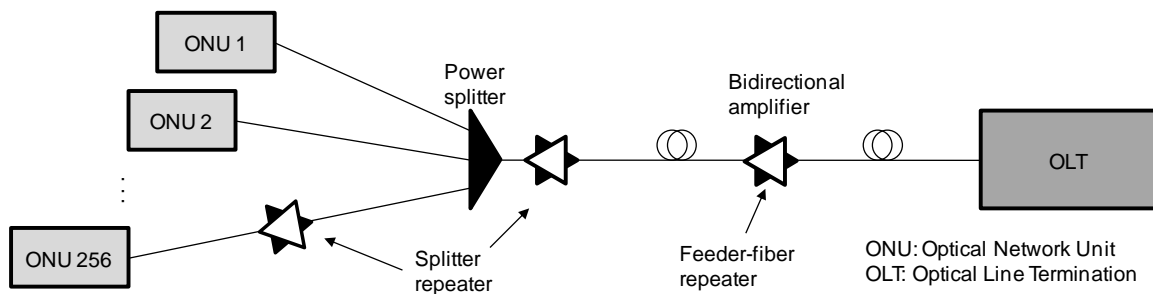 ONU 1
ONU 2
⋮
ONU 256
Power
splitter
Bidirectional
amplifier
OLT
Splitter
repeater
Feeder-fiber
repeater
ONU: Optical Network Unit
OLT: Optical Line Termination